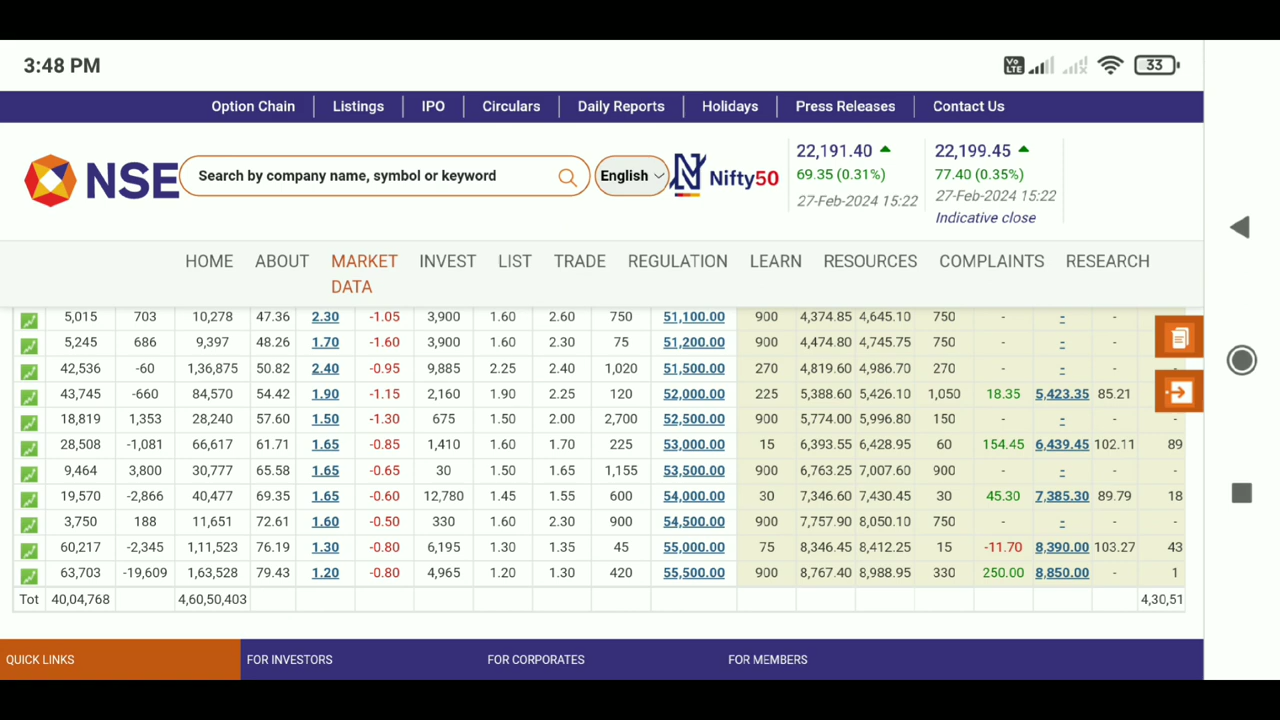 3:48 PM
Vo LTE
33
Option Chain Listings IPO Circulars Daily Reports Holidays Press Releases Contact Us
NSE
Search by company name, symbol or keyword
English
Nifty50
22,191.40
69.35 (0.31%)
27-Feb-2024 15:22
22,199.45
77.40 (0.35%)
27-Feb-2024 15:22
Indicative close
HOME ABOUT MARKET DATA INVEST LIST TRADE REGULATION LEARN RESOURCES COMPLAINTS RESEARCH
5,015 703 10,278 47.36 2.30 -1.05 3,900 1.60 2.60 750 51,100.00 900 4,374.85 4,645.10 750 - - -
5,245 686 9,397 48.26 1.70 -1.60 3,900 1.60 2.30 75 51,200.00 900 4,474.80 4,745.75 750 - - -
42,536 -60 1,36,875 50.82 2.40 -0.95 9,885 2.25 2.40 1,020 51,500.00 270 4,819.60 4,986.70 270 - - -
43,745 -660 84,570 54.42 1.90 -1.15 2,160 1.90 2.25 120 52,000.00 225 5,388.60 5,426.10 1,050 18.35 5,423.35 85.21
18,819 1,353 28,240 57.60 1.50 -1.30 675 1.50 2.00 2,700 52,500.00 900 5,774.00 5,996.80 150 - - - -
28,508 -1,081 66,617 61.71 1.65 -0.85 1,410 1.60 1.70 225 53,000.00 15 6,393.55 6,428.95 60 154.45 6,439.45 102.11 89
9,464 3,800 30,777 65.58 1.65 -0.65 30 1.50 1.65 1,155 53,500.00 900 6,763.25 7,007.60 900 - - - -
19,570 -2,866 40,477 69.35 1.65 -0.60 12,780 1.45 1.55 600 54,000.00 30 7,346.60 7,430.45 30 45.30 7,385.30 89.79 18
3,750 188 11,651 72.61 1.60 -0.50 330 1.60 2.30 900 54,500.00 900 7,757.90 8,050.10 750 - - - -
60,217 -2,345 1,11,523 76.19 1.30 -0.80 6,195 1.30 1.35 45 55,000.00 75 8,346.45 8,412.25 15 -11.70 8,390.00 103.27 43
63,703 -19,609 1,63,528 79.43 1.20 -0.80 4,965 1.20 1.30 420 55,500.00 900 8,767.40 8,988.95 330 250.00 8,850.00 - 1
Tot 40,04,768 4,60,50,403 4,30,51
QUICK LINKS FOR INVESTORS FOR CORPORATES FOR MEMBERS